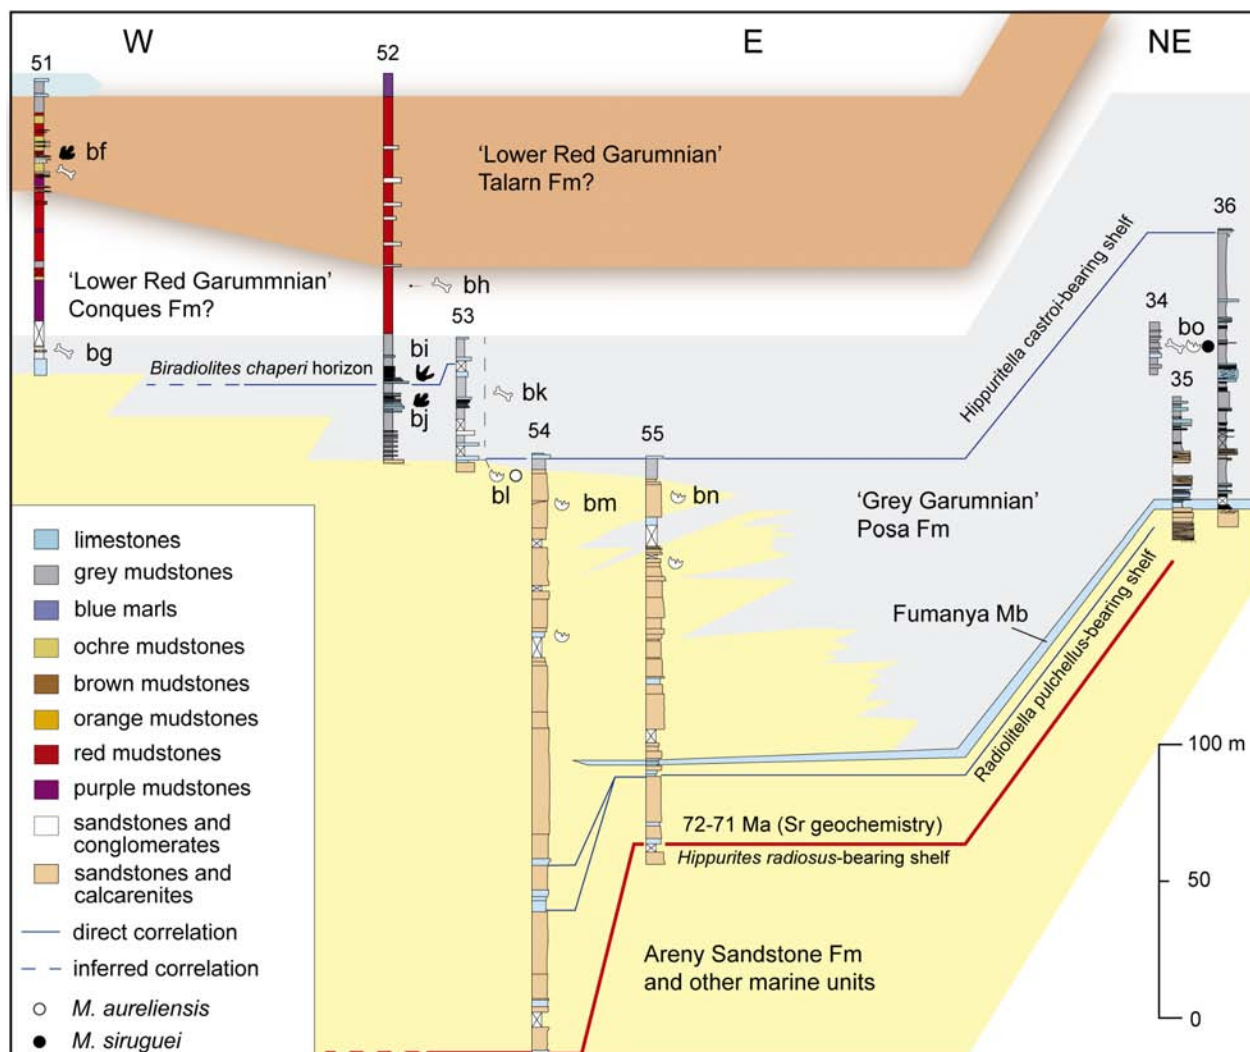 W
E
NE
51
52
bf
'Lower Red Garumnian'
Talarn Fm?
36
'Lower Red Garummnian'
Conques Fm?
bh
53
34
bo
bg
bi
Biradiolites chaperi horizon
bj
bk
35
Hippuritella castroi-bearing shelf
54
55
bl
bm
bn
'Grey Garumnian'
Posa Fm
Fumanya Mb
Radiolitella pulchellus-bearing shelf
72-71 Ma (Sr geochemistry)
Hippurites radiosus-bearing shelf
Areny Sandstone Fm
and other marine units
100 m
50
0
limestones
grey mudstones
blue marls
ochre mudstones
brown mudstones
orange mudstones
red mudstones
purple mudstones
sandstones and
conglomerates
sandstones and
calcarenites
direct correlation
inferred correlation
M. aureliensis
M. siruguei